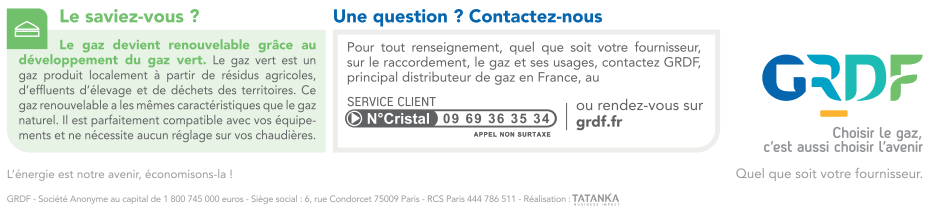 Le saviez-vous ?
Le gaz devient renouvelable grâce au
développement du gaz vert. Le gaz vert est un
gaz produit localement à partir de résidus agricoles,
d'effluents d'élevage et de déchets des territoires. Ce
gaz renouvelable a les mêmes caractéristiques que le gaz
naturel. Il est parfaitement compatible avec vos équipe-
ments et ne nécessite aucun réglage sur vos chaudières.
Une question ? Contactez-nous
Pour tout renseignement, quel que soit votre fournisseur,
sur le raccordement, le gaz et ses usages, contactez GRDF,
principal distributeur de gaz en France, au
SERVICE CLIENT
N°Cristal 09 69 36 35 34
APPEL NON SURTAXE
ou rendez-vous sur
grdf.fr
GRDF
Choisir le gaz,
c'est aussi choisir l'avenir
L'énergie est notre avenir, économisons-la !
Quel que soit votre fournisseur.
GRDF - Société Anonyme au capital de 1 800 745 000 euros - Siège social : 6, rue Condorcet 75009 Paris - RCS Paris 444 786 511 - Réalisation : TATANKA
BUSINESS IMPACT